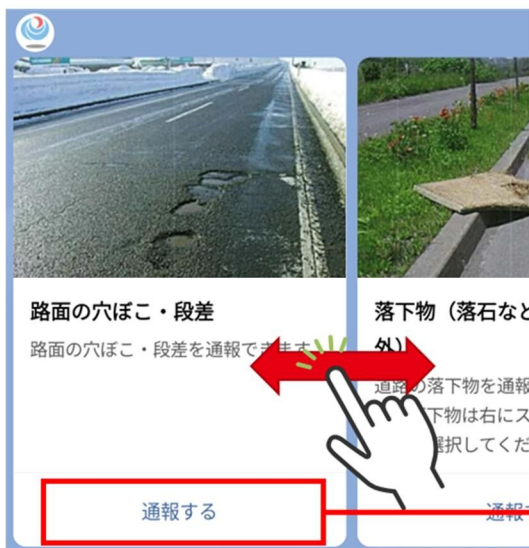 路面の穴ぼこ・段差
路面の穴ぼこ・段差を通報できます
通報する
落下物（落石など
外）
道路の落下物を通報
下物は右にス
選択してくだ
通報